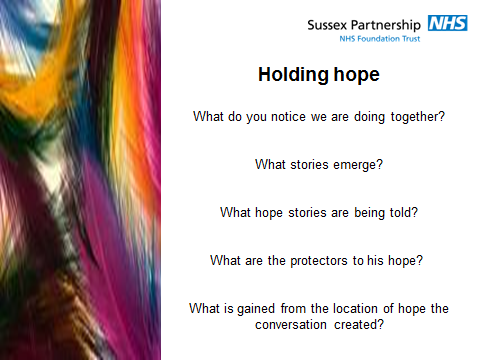 Sussex Partnership NHS
NHS Foundation Trust
Holding hope
What do you notice we are doing together?
What stories emerge?
What hope stories are being told?
What are the protectors to his hope?
What is gained from the location of hope the
conversation created?